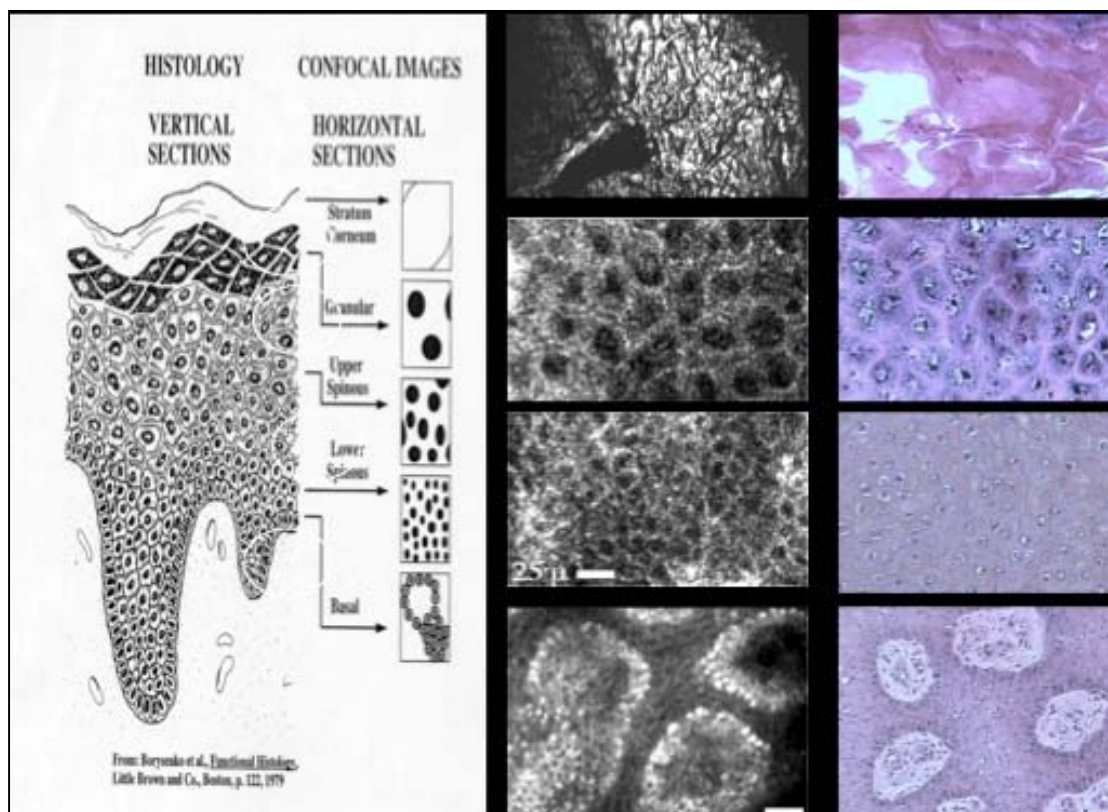 HISTOLOGY
CONFOCAL IMAGES
VERTICAL
SECTIONS
HORIZONTAL
SECTIONS
Stratum
Corneum
Granular
Upper
Spinous
Lower
Spinous
Basal
25 µ
From: Borysenko et al., Functional Histology,
Little Brown and Co., Boston, p. 122, 1979